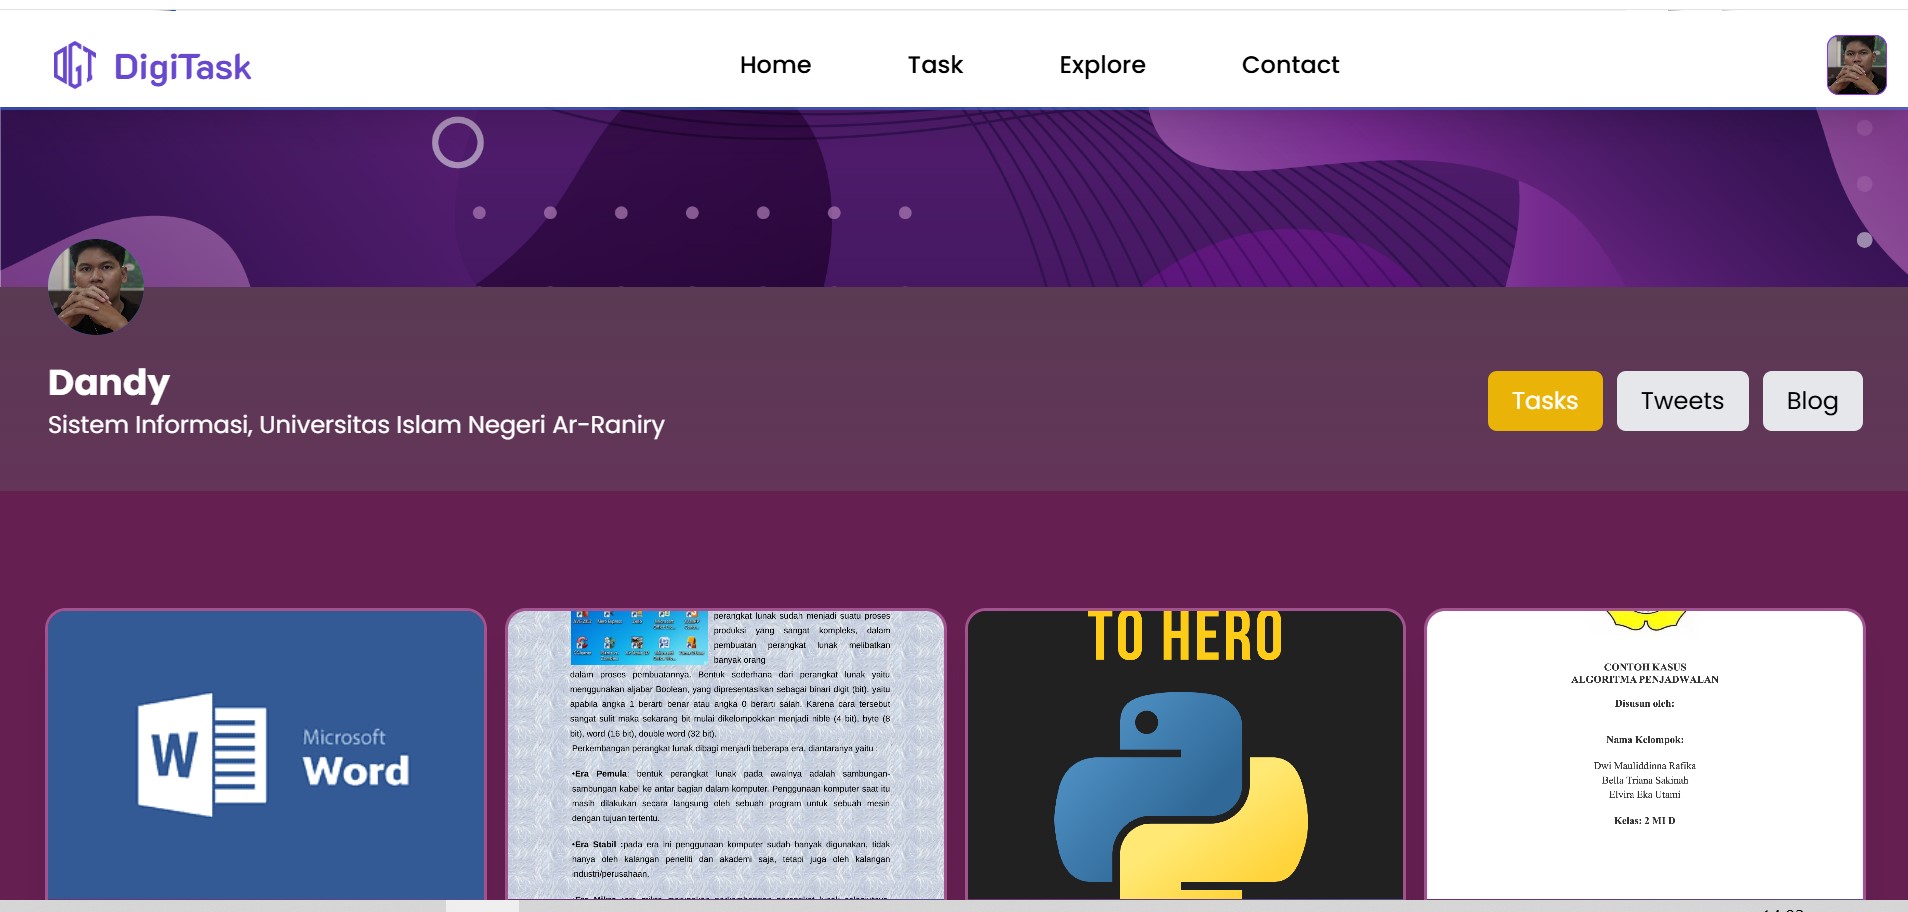 DigiTask
Home
Task
Explore
Contact
Dandy
Sistem Informasi, Universitas Islam Negeri Ar-Raniry
Tasks
Tweets
Blog
W
Microsoft
Word
perangkat lunak sudah menjadi suatu proses
produksi yang sangat kompleks, dalam
pembuatan perangkat lunak melibatkan
banyak orang
dalam proses pembuatannya. Bentuk sederhana dari perangkat lunak yaitu
menggunakan aljabar Boolean, yang dipresentasikan sebagai binari digit (bit), yaitu
apabila angka 1 berarti benar atau angka 0 berarti salah. Karena cara tersebut
sangat sulit maka sekarang bit mulai dikelompokkan menjadi nible (4 bit), byte (8
bit), word (16 bit), double word (32 bit).
Perkembangan perangkat lunak dibagi menjadi beberapa era, diantaranya yaitu :
•Era Pemula: bentuk perangkat lunak pada awalnya adalah sambungan-
sambungan kabel ke antar bagian dalam komputer. Penggunaan komputer saat itu
masih dilakukan secara langsung oleh sebuah program untuk sebuah mesin
dengan tujuan tertentu.
•Era Stabil :pada era ini penggunaan komputer sudah banyak digunakan, tidak
hanya oleh kalangan peneliti dan akademi saja, tetapi juga oleh kalangan
industri/perusahaan.
TO HERO
CONTOH KASUS
ALGORITMA PENJADWALAN
Disusun oleh:
Nama Kelompok:
Dwi Mauliddinna Rafika
Bella Triana Sakinah
Elvira Eka Utami
Kelas: 2 MI D